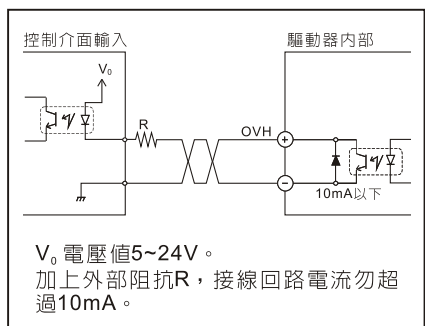 控制介面輸入
驅動器內部
V₀
R
OVH
+
−
10mA以下
V₀ 電壓値5~24V。
加上外部阻抗R，接線回路電流勿超
過10mA。